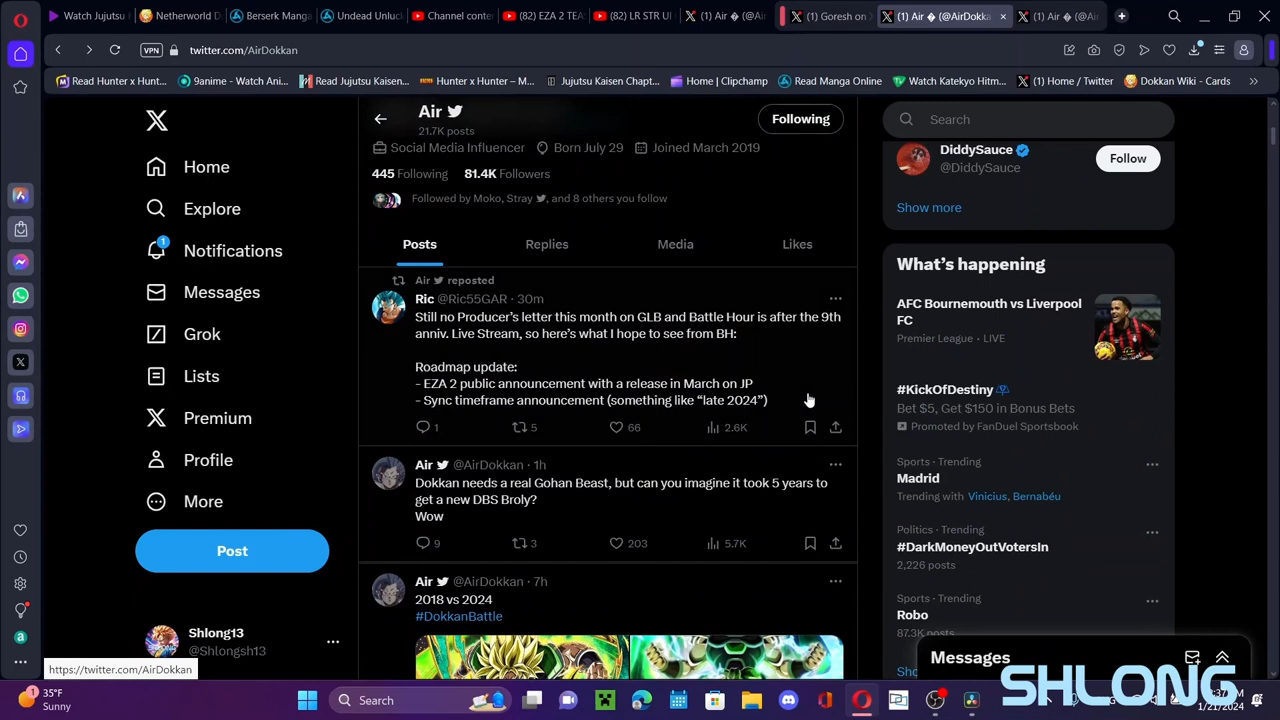 Watch Jujutsu
Netherworld D
Berserk Manga
Undead Unluck
Channel conten
(82) EZA 2 TEA
(82) LR STR UI
(1) Air � (@Air
(1) Goresh on X
(1) Air � (@AirDokka
(1) Air � (@Air
VPN
twitter.com/AirDokkan
Read Hunter x Hunt...
9anime - Watch Ani...
Read Jujutsu Kaisen...
Hunter x Hunter – M...
Jujutsu Kaisen Chapt...
Home | Clipchamp
Read Manga Online
Watch Katekyo Hitm...
(1) Home / Twitter
Dokkan Wiki - Cards
Home
Explore
1
Notifications
Messages
Grok
Lists
Premium
Profile
More
Post
Shlong13
@Shlongsh13
https://twitter.com/AirDokkan
Air
21.7K posts
Following
Social Media Influencer
Born July 29
Joined March 2019
445 Following
81.4K Followers
Followed by Moko, Stray, and 8 others you follow
Posts
Replies
Media
Likes
Air reposted
Ric @Ric55GAR · 30m
Still no Producer's letter this month on GLB and Battle Hour is after the 9th
anniv. Live Stream, so here's what I hope to see from BH:
Roadmap update:
- EZA 2 public announcement with a release in March on JP
- Sync timeframe announcement (something like “late 2024”)
1
5
66
2.6K
Air @AirDokkan · 1h
Dokkan needs a real Gohan Beast, but can you imagine it took 5 years to
get a new DBS Broly?
Wow
9
3
203
5.7K
Air @AirDokkan · 7h
2018 vs 2024
#DokkanBattle
Search
DiddySauce
@DiddySauce
Follow
Show more
What's happening
AFC Bournemouth vs Liverpool
FC
Premier League · LIVE
#KickOfDestiny
Bet $5, Get $150 in Bonus Bets
Promoted by FanDuel Sportsbook
Sports · Trending
Madrid
Trending with Vinicius, Bernabéu
Politics · Trending
#DarkMoneyOutVotersIn
2,226 posts
Sports · Trending
Robo
87.3K
Messages
SHLONG
1
35°F
Sunny
Search
1/21/2024